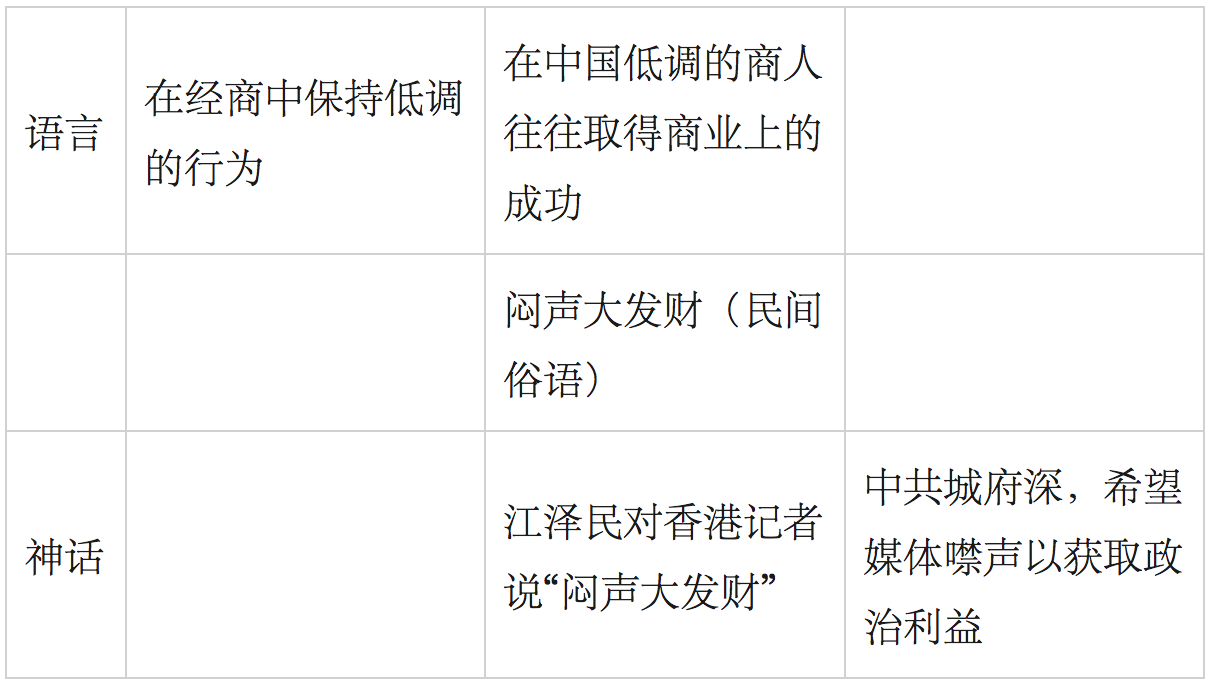 语言
在经商中保持低调
的行为
在中国低调的商人
往往取得商业上的
成功
闷声大发财（民间
俗语）
神话
江泽民对香港记者
说“闷声大发财”
中共城府深，希望
媒体噤声以获取政
治利益